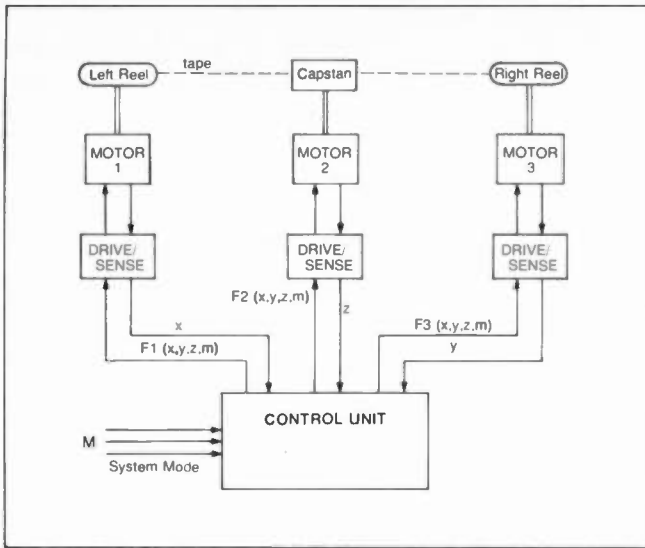 Left Reel
tape
Capstan
Right Reel
MOTOR
1
MOTOR
2
MOTOR
3
DRIVE/
SENSE
DRIVE/
SENSE
DRIVE/
SENSE
F2 (x,y,z,m)
z
x
F3 (x,y,z,m)
F1 (x,y,z,m)
y
CONTROL UNIT
M
System Mode